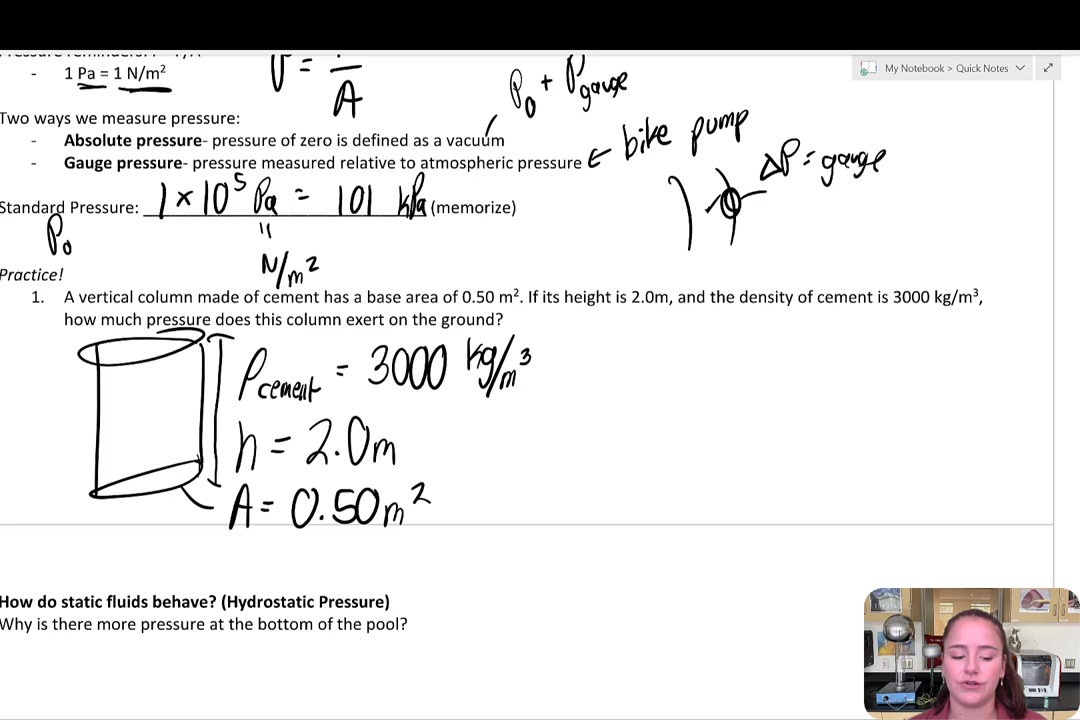 - 1 Pa = 1 N/m²
A
P₀ + P gauge
My Notebook > Quick Notes
Two ways we measure pressure:
- Absolute pressure- pressure of zero is defined as a vacuum
- Gauge pressure- pressure measured relative to atmospheric pressure ← bike pump
ΔP = gauge
Standard Pressure: 1 × 10⁵ Pa = 101 kPa (memorize)
P₀
"
N/m²
Practice!
1. A vertical column made of cement has a base area of 0.50 m². If its height is 2.0m, and the density of cement is 3000 kg/m³,
how much pressure does this column exert on the ground?
ρcement = 3000 kg/m³
h = 2.0m
A = 0.50m²
How do static fluids behave? (Hydrostatic Pressure)
Why is there more pressure at the bottom of the pool?